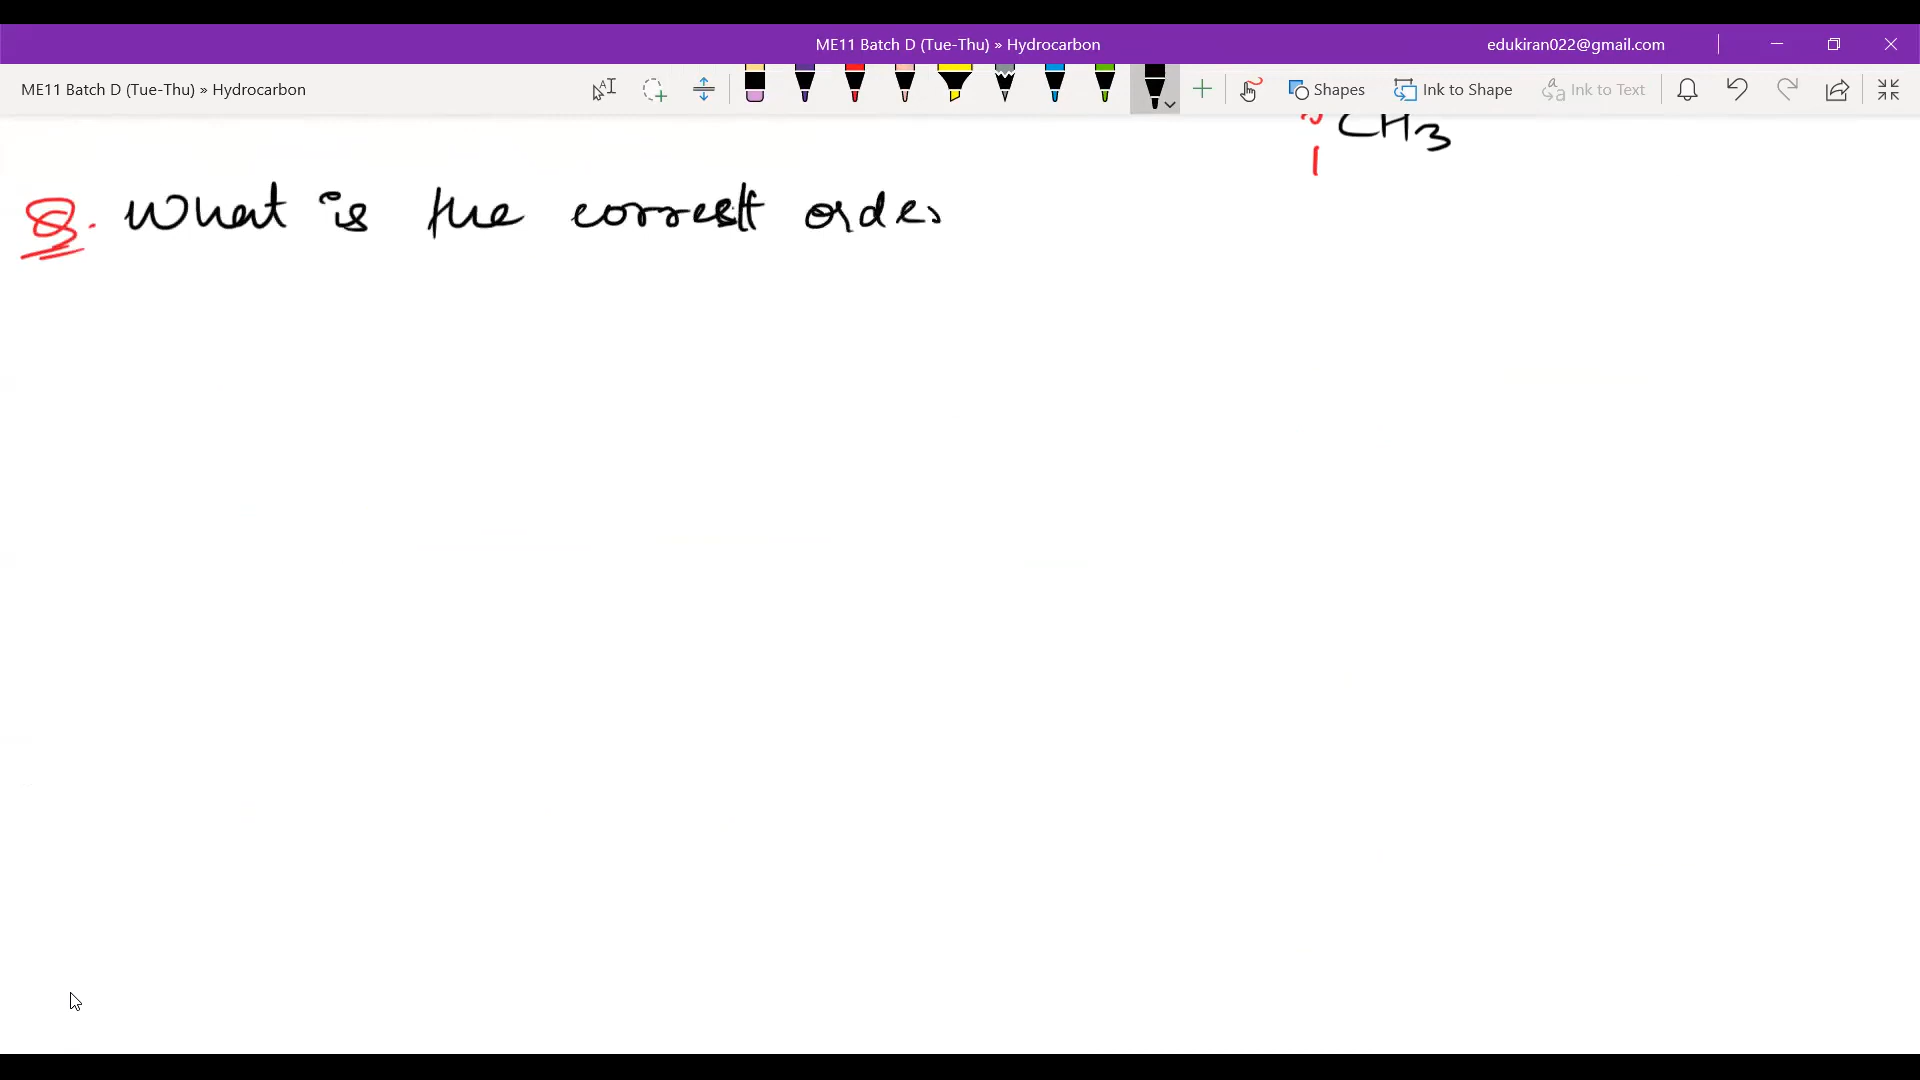 ME11 Batch D (Tue-Thu) » Hydrocarbon
edukiran022@gmail.com
ME11 Batch D (Tue-Thu) » Hydrocarbon
Shapes
Ink to Shape
Ink to Text
CH3
1
Q. What is the correct order